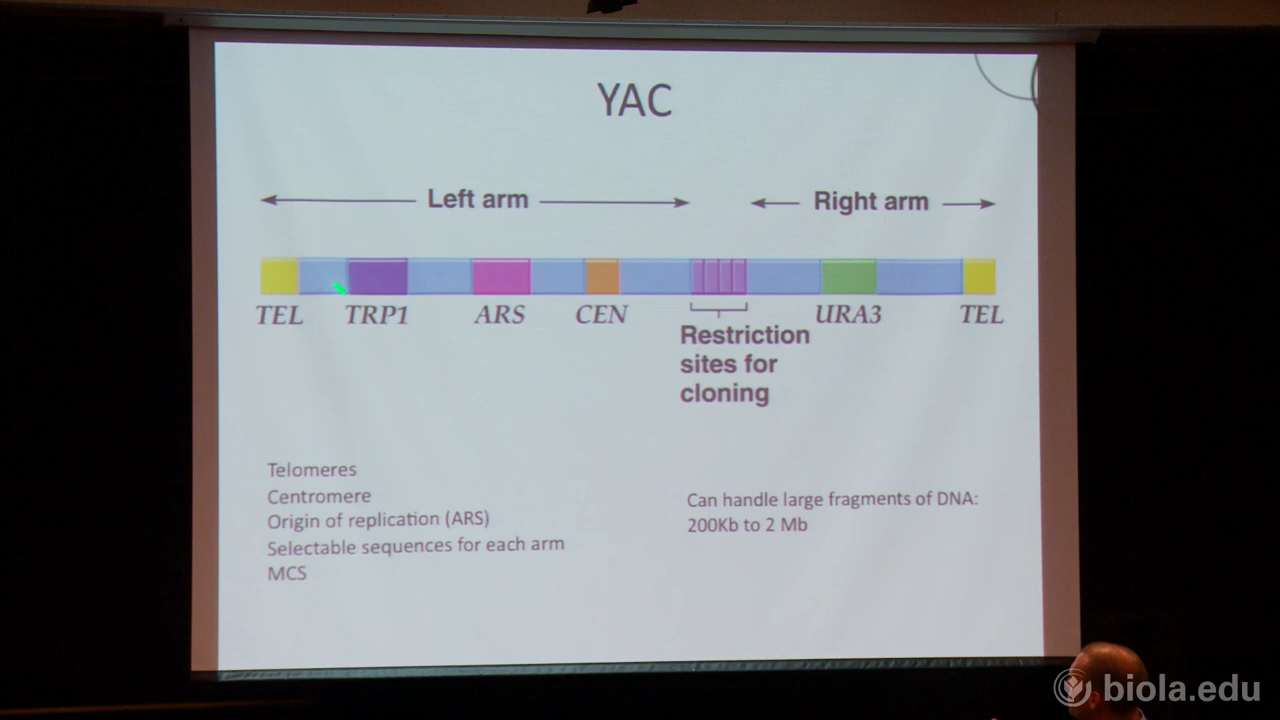 YAC
Left arm
Right arm
TEL
TRP1
ARS
CEN
URA3
TEL
Restriction
sites for
cloning
Telomeres
Centromere
Origin of replication (ARS)
Selectable sequences for each arm
MCS
Can handle large fragments of DNA:
200Kb to 2 Mb
biola.edu